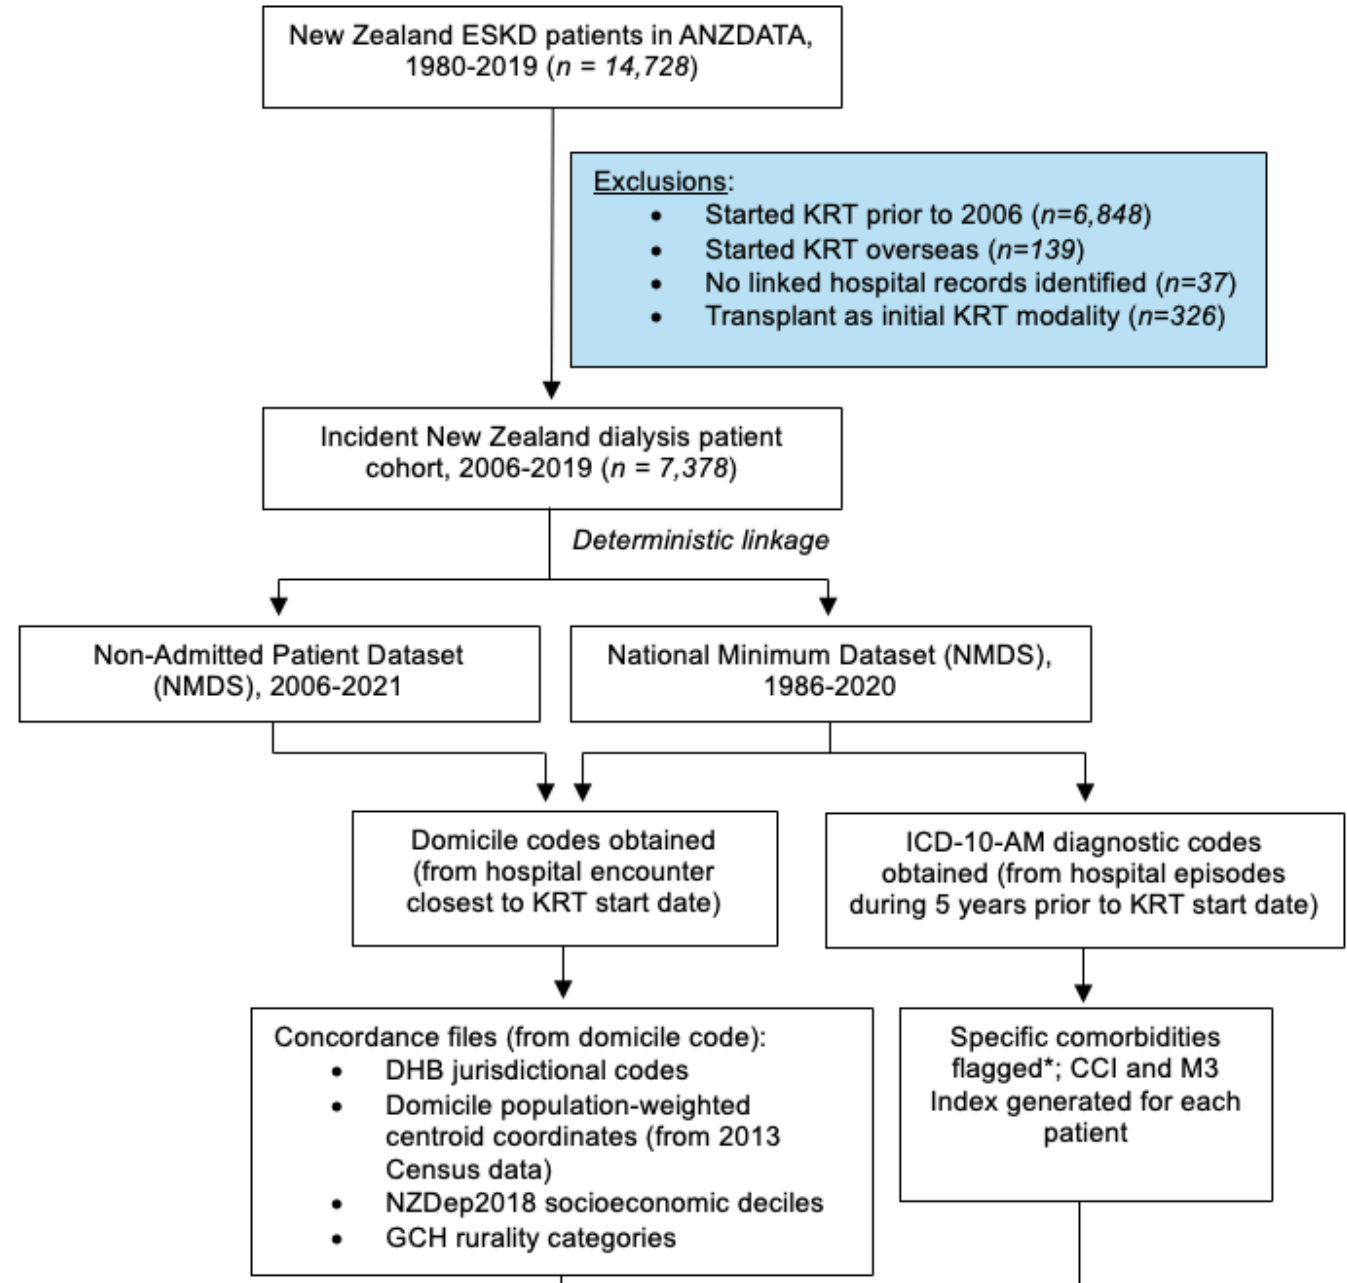 New Zealand ESKD patients in ANZDATA,
1980-2019 (n = 14,728)
Exclusions:
• Started KRT prior to 2006 (n=6,848)
• Started KRT overseas (n=139)
• No linked hospital records identified (n=37)
• Transplant as initial KRT modality (n=326)
Incident New Zealand dialysis patient
cohort, 2006-2019 (n = 7,378)
Deterministic linkage
Non-Admitted Patient Dataset
(NMDS), 2006-2021
National Minimum Dataset (NMDS),
1986-2020
Domicile codes obtained
(from hospital encounter
closest to KRT start date)
ICD-10-AM diagnostic codes
obtained (from hospital episodes
during 5 years prior to KRT start date)
Concordance files (from domicile code):
• DHB jurisdictional codes
• Domicile population-weighted
centroid coordinates (from 2013
Census data)
• NZDep2018 socioeconomic deciles
• GCH rurality categories
Specific comorbidities
flagged*; CCI and M3
Index generated for each
patient